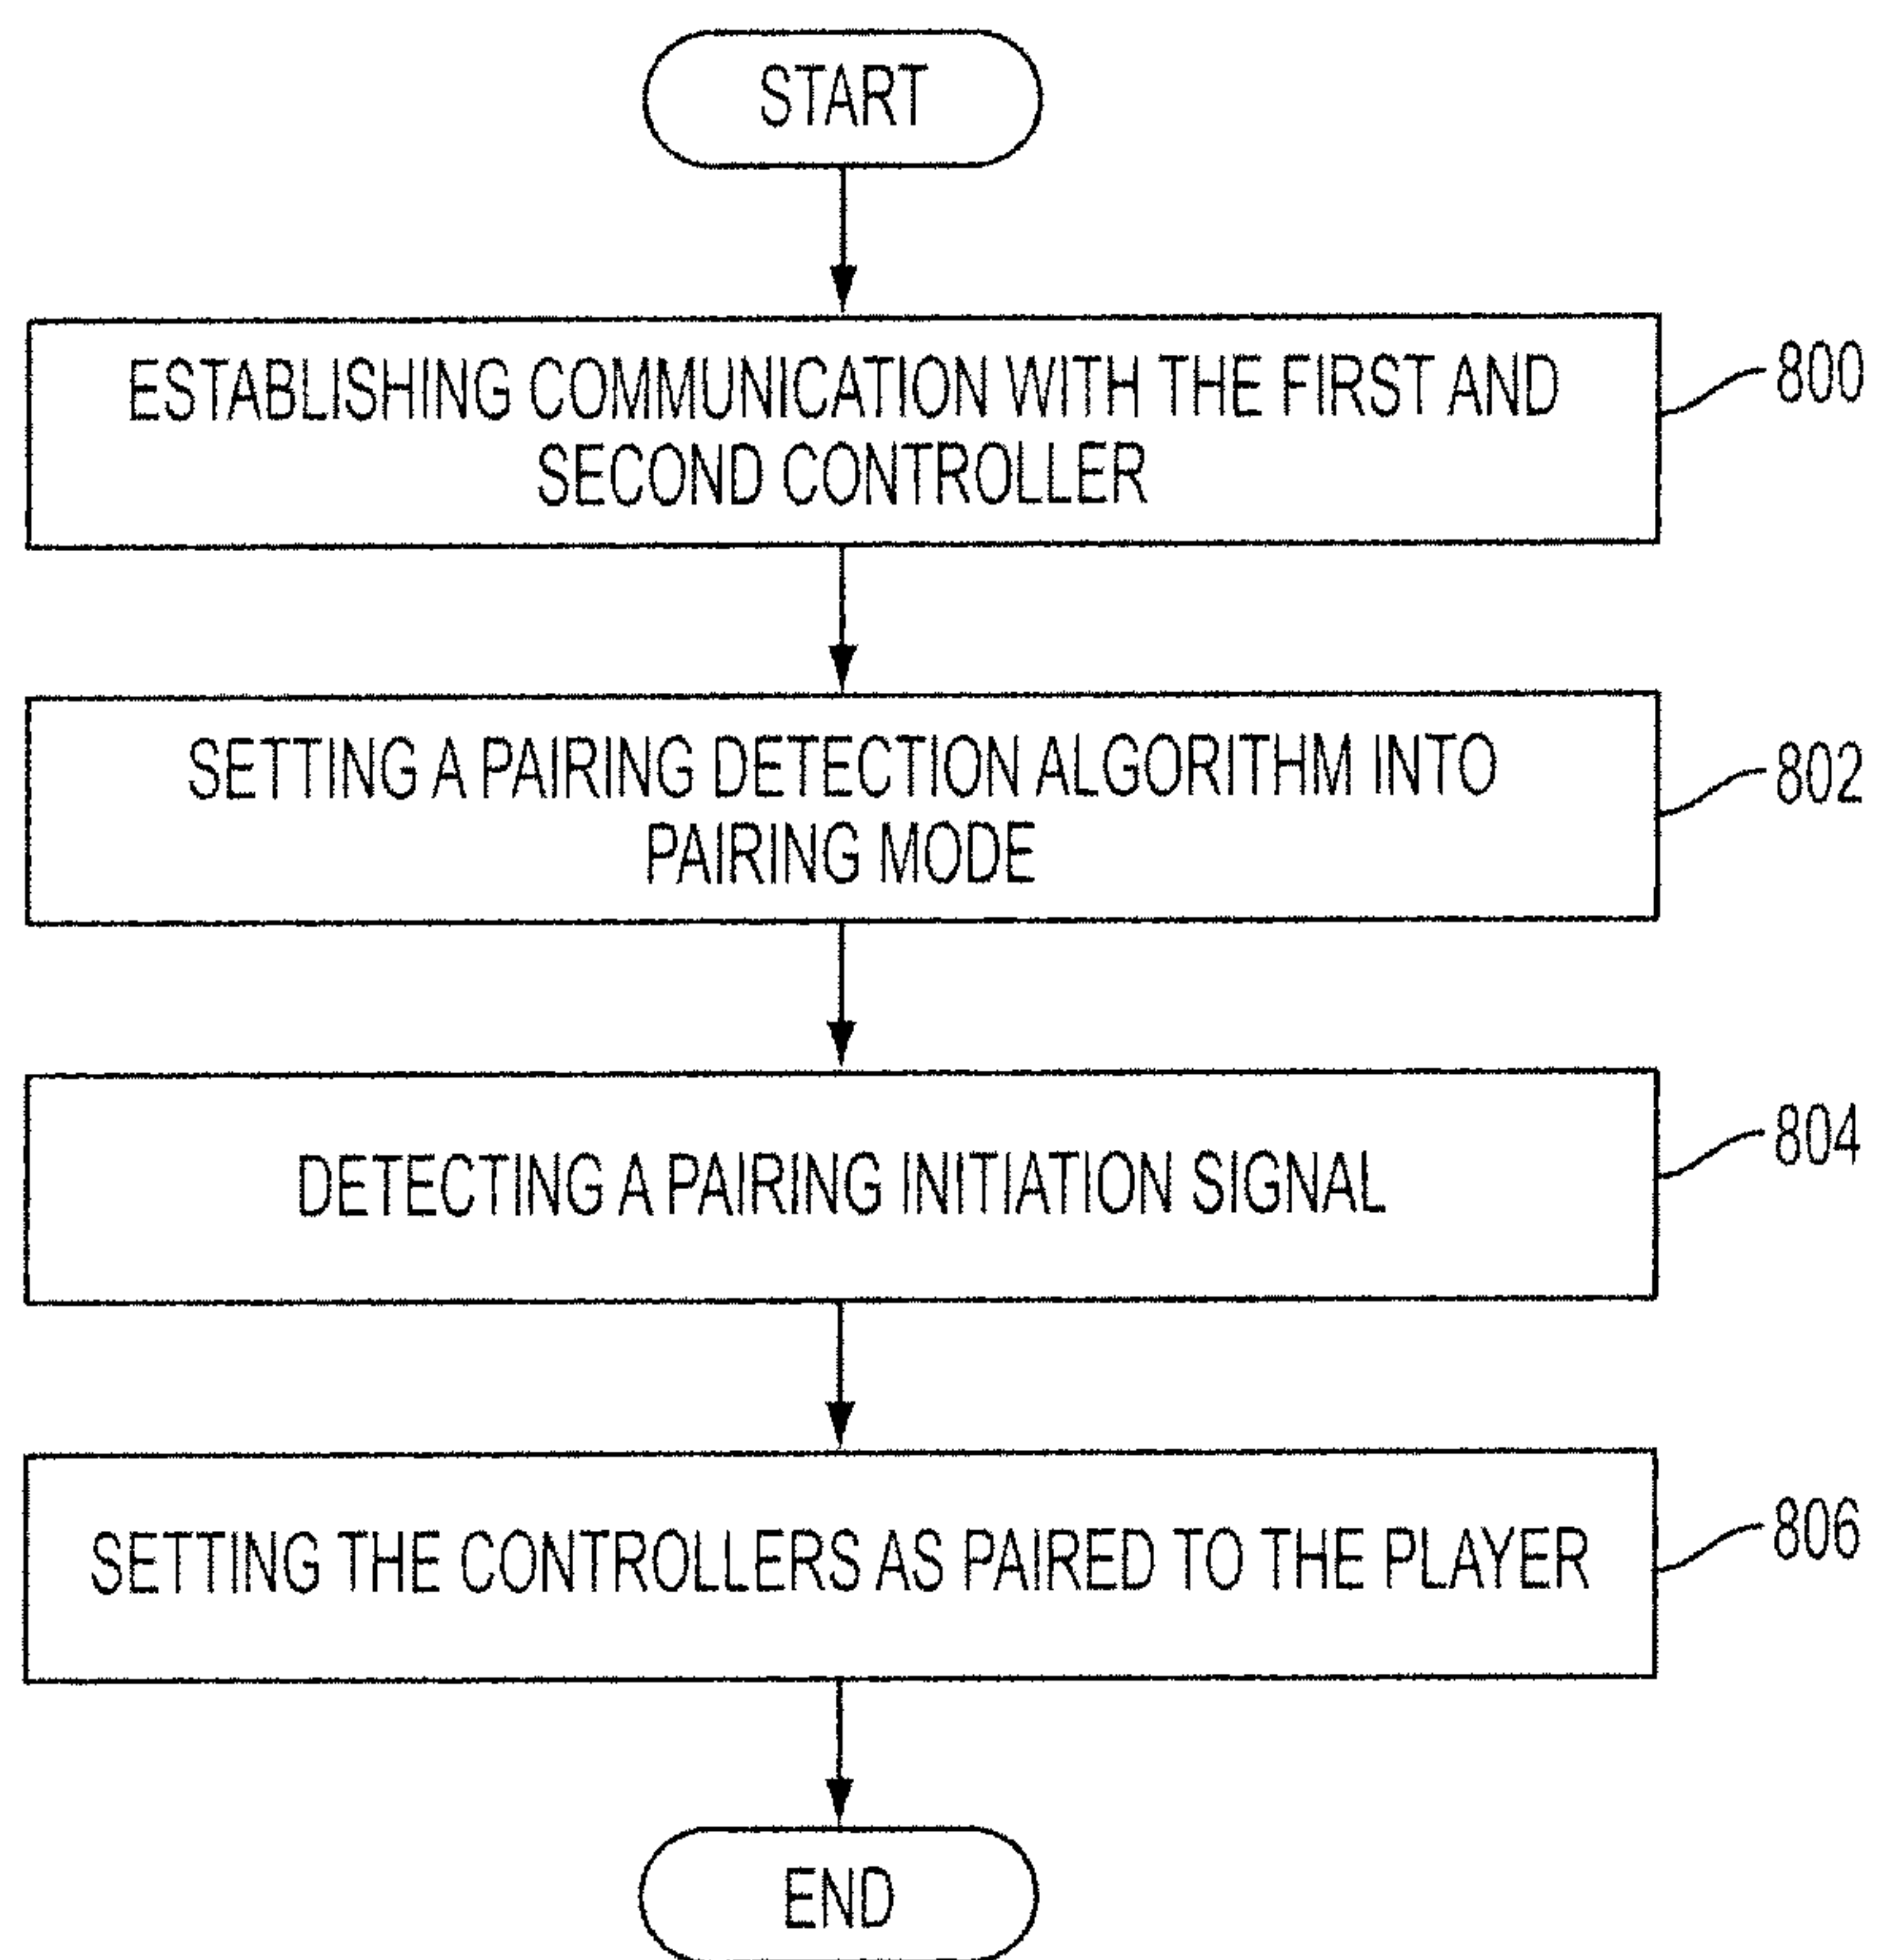 START
ESTABLISHING COMMUNICATION WITH THE FIRST AND
SECOND CONTROLLER
800
SETTING A PAIRING DETECTION ALGORITHM INTO
PAIRING MODE
802
DETECTING A PAIRING INITIATION SIGNAL
804
SETTING THE CONTROLLERS AS PAIRED TO THE PLAYER
806
END